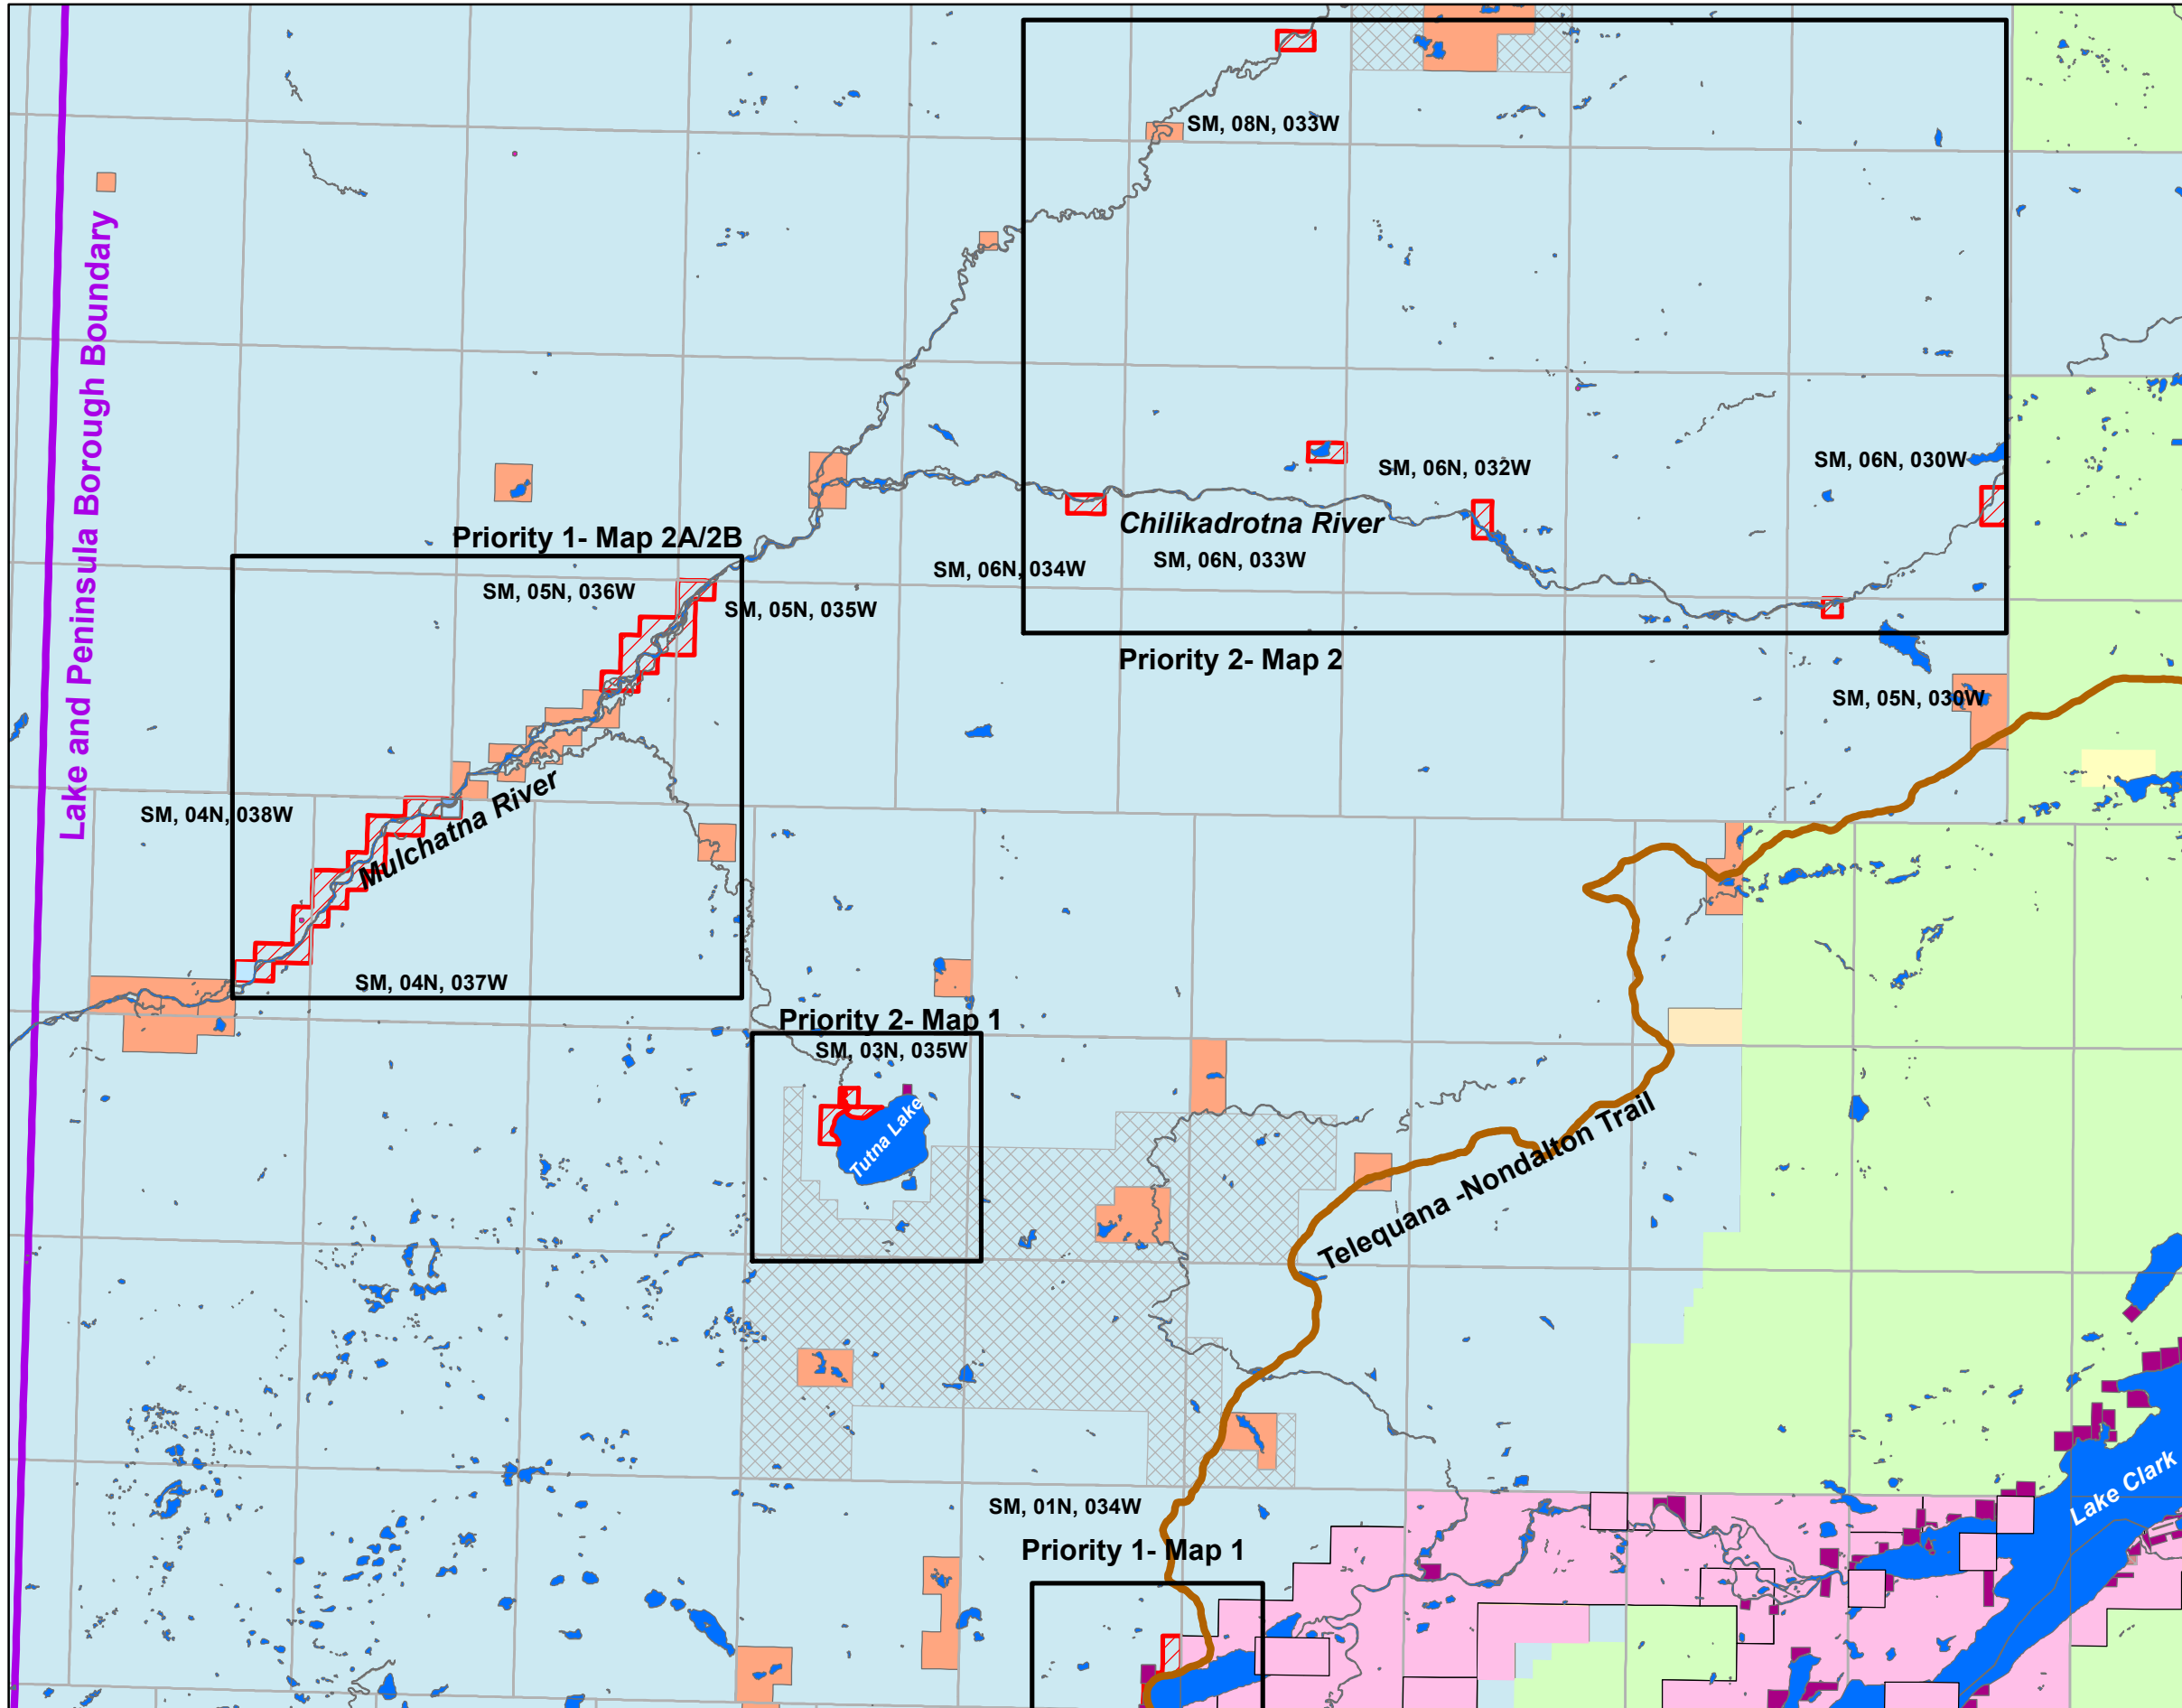 SM, 08N, 033W
Lake and Peninsula Borough Boundary
SM, 06N, 032W
SM, 06N, 030W
Chilikadrotna River
Priority 1- Map 2A/2B
SM, 06N, 033W
SM, 06N, 034W
SM, 05N, 036W
SM, 05N, 035W
Priority 2- Map 2
SM, 05N, 030W
SM, 04N, 038W
Mulchatna River
SM, 04N, 037W
Priority 2- Map 1
SM, 03N, 035W
Tutna Lake
Telequana -Nondalton Trail
Lake Clark
SM, 01N, 034W
Priority 1- Map 1